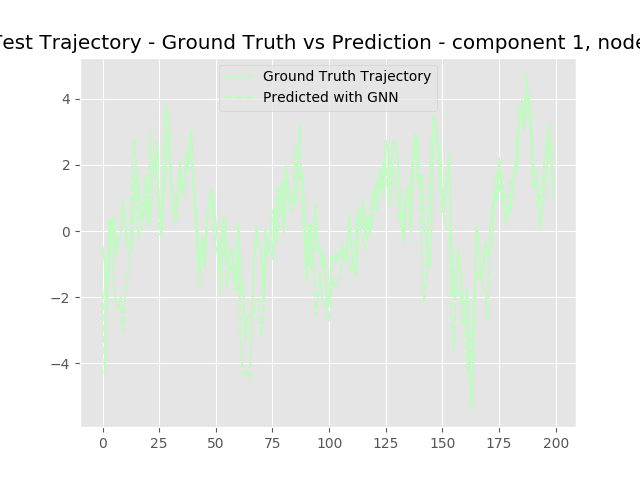 Test Trajectory - Ground Truth vs Prediction - component 1, node
Ground Truth Trajectory
Predicted with GNN
4
2
0
−2
−4
0 25 50 75 100 125 150 175 200